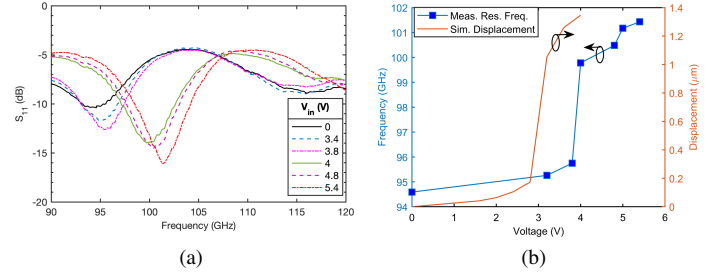 (a)
0
-5
-10
-15
-20
S11 (dB)
90 95 100 105 110 115 120
Frequency (GHz)
Vin (V)
0
3.4
3.8
4
4.8
5.4
(a)
(b)
Meas. Res. Freq.
Sim. Displacement
102
101
100
99
98
97
96
95
94
Frequency (GHz)
0 1 2 3 4 5 6
Voltage (V)
1.4
1.2
1
0.8
0.6
0.4
0.2
0
Displacement (μm)
(b)